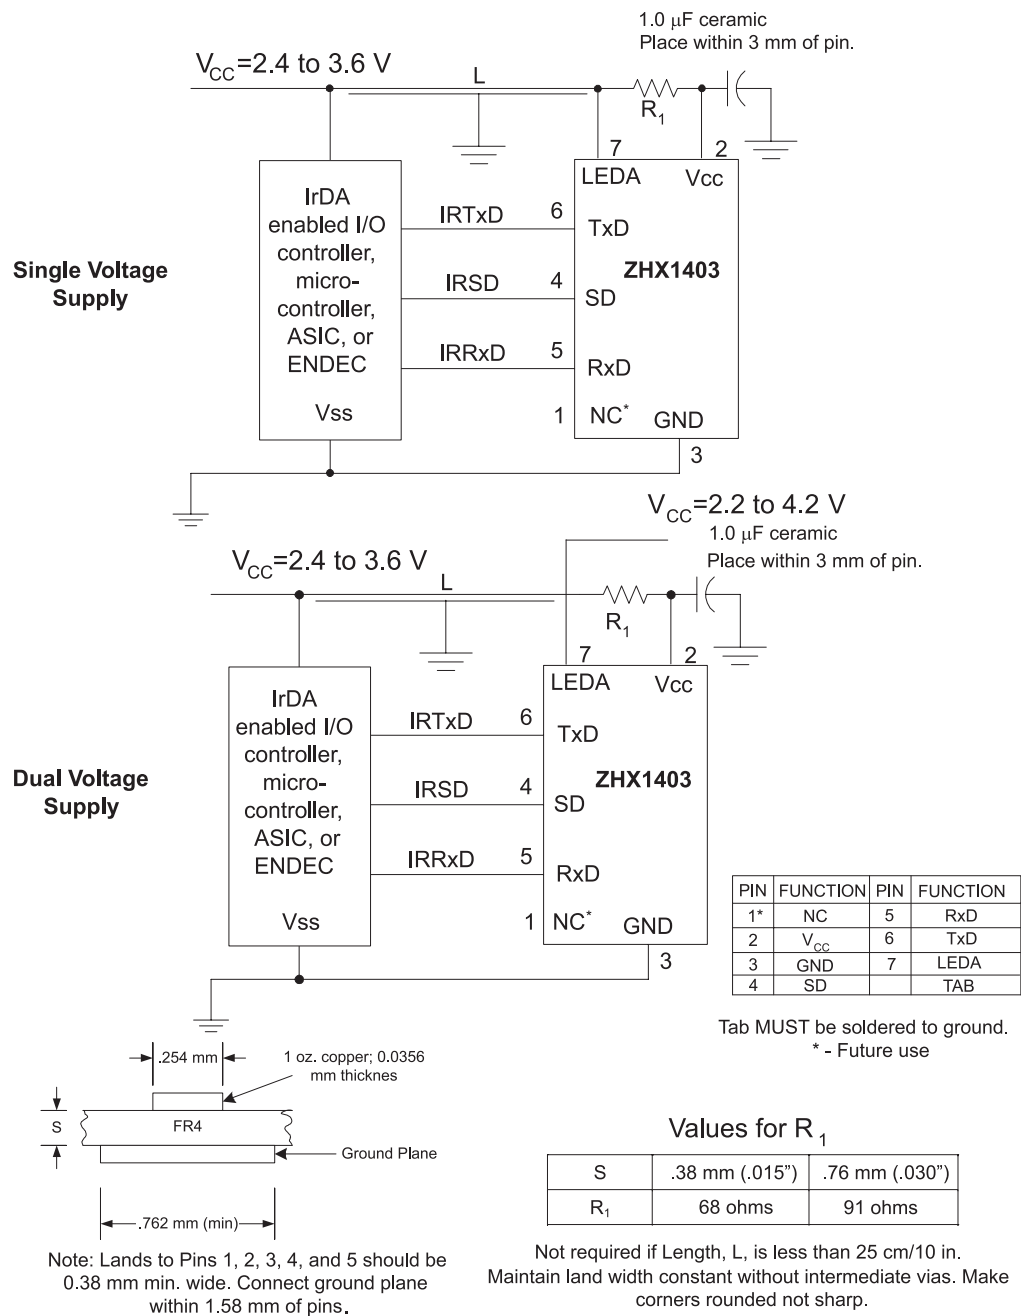 1.0 μF ceramic
Place within 3 mm of pin.
V_CC=2.4 to 3.6 V
L
R1
7
2
LEDA
Vcc
IrDA
enabled I/O
controller,
micro-
controller,
ASIC, or
ENDEC
Vss
Single Voltage
Supply
IRTxD
6
TxD
ZHX1403
IRSD
4
SD
IRRxD
5
RxD
1
NC*
GND
3
V_CC=2.2 to 4.2 V
1.0 μF ceramic
Place within 3 mm of pin.
V_CC=2.4 to 3.6 V
L
R1
7
2
LEDA
Vcc
IrDA
enabled I/O
controller,
micro-
controller,
ASIC, or
ENDEC
Vss
Dual Voltage
Supply
IRTxD
6
TxD
ZHX1403
IRSD
4
SD
IRRxD
5
RxD
1
NC*
GND
3
PIN FUNCTION PIN FUNCTION
1* NC 5 RxD
2 V_CC 6 TxD
3 GND 7 LEDA
4 SD TAB
Tab MUST be soldered to ground.
* - Future use
.254 mm
1 oz. copper; 0.0356
mm thicknes
S
FR4
Ground Plane
.762 mm (min)
Note: Lands to Pins 1, 2, 3, 4, and 5 should be
0.38 mm min. wide. Connect ground plane
within 1.58 mm of pins.
Values for R1
S .38 mm (.015”) .76 mm (.030”)
R1 68 ohms 91 ohms
Not required if Length, L, is less than 25 cm/10 in.
Maintain land width constant without intermediate vias. Make
corners rounded not sharp.